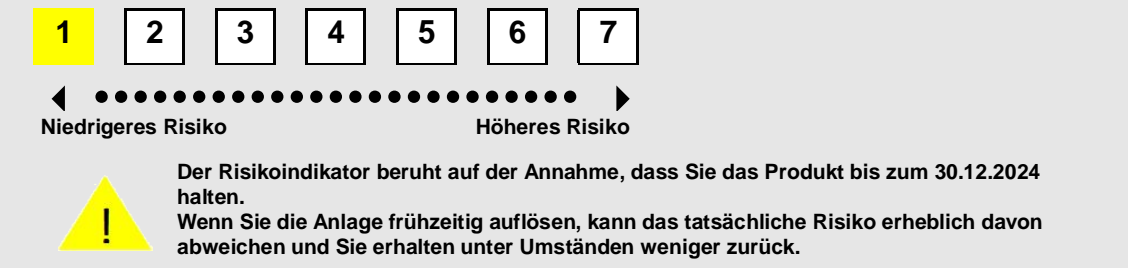 1 2 3 4 5 6 7
Niedrigeres Risiko Höheres Risiko
Der Risikoindikator beruht auf der Annahme, dass Sie das Produkt bis zum 30.12.2024
halten.
Wenn Sie die Anlage frühzeitig auflösen, kann das tatsächliche Risiko erheblich davon
abweichen und Sie erhalten unter Umständen weniger zurück.
!